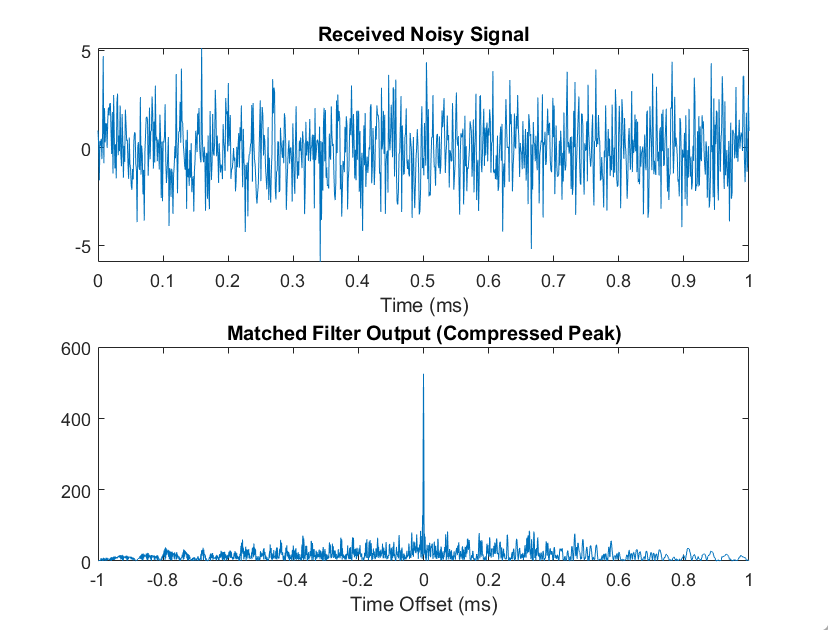 Received Noisy Signal
5
0
-5
0 0.1 0.2 0.3 0.4 0.5 0.6 0.7 0.8 0.9 1
Time (ms)
Matched Filter Output (Compressed Peak)
600
400
200
0
-1 -0.8 -0.6 -0.4 -0.2 0 0.2 0.4 0.6 0.8 1
Time Offset (ms)